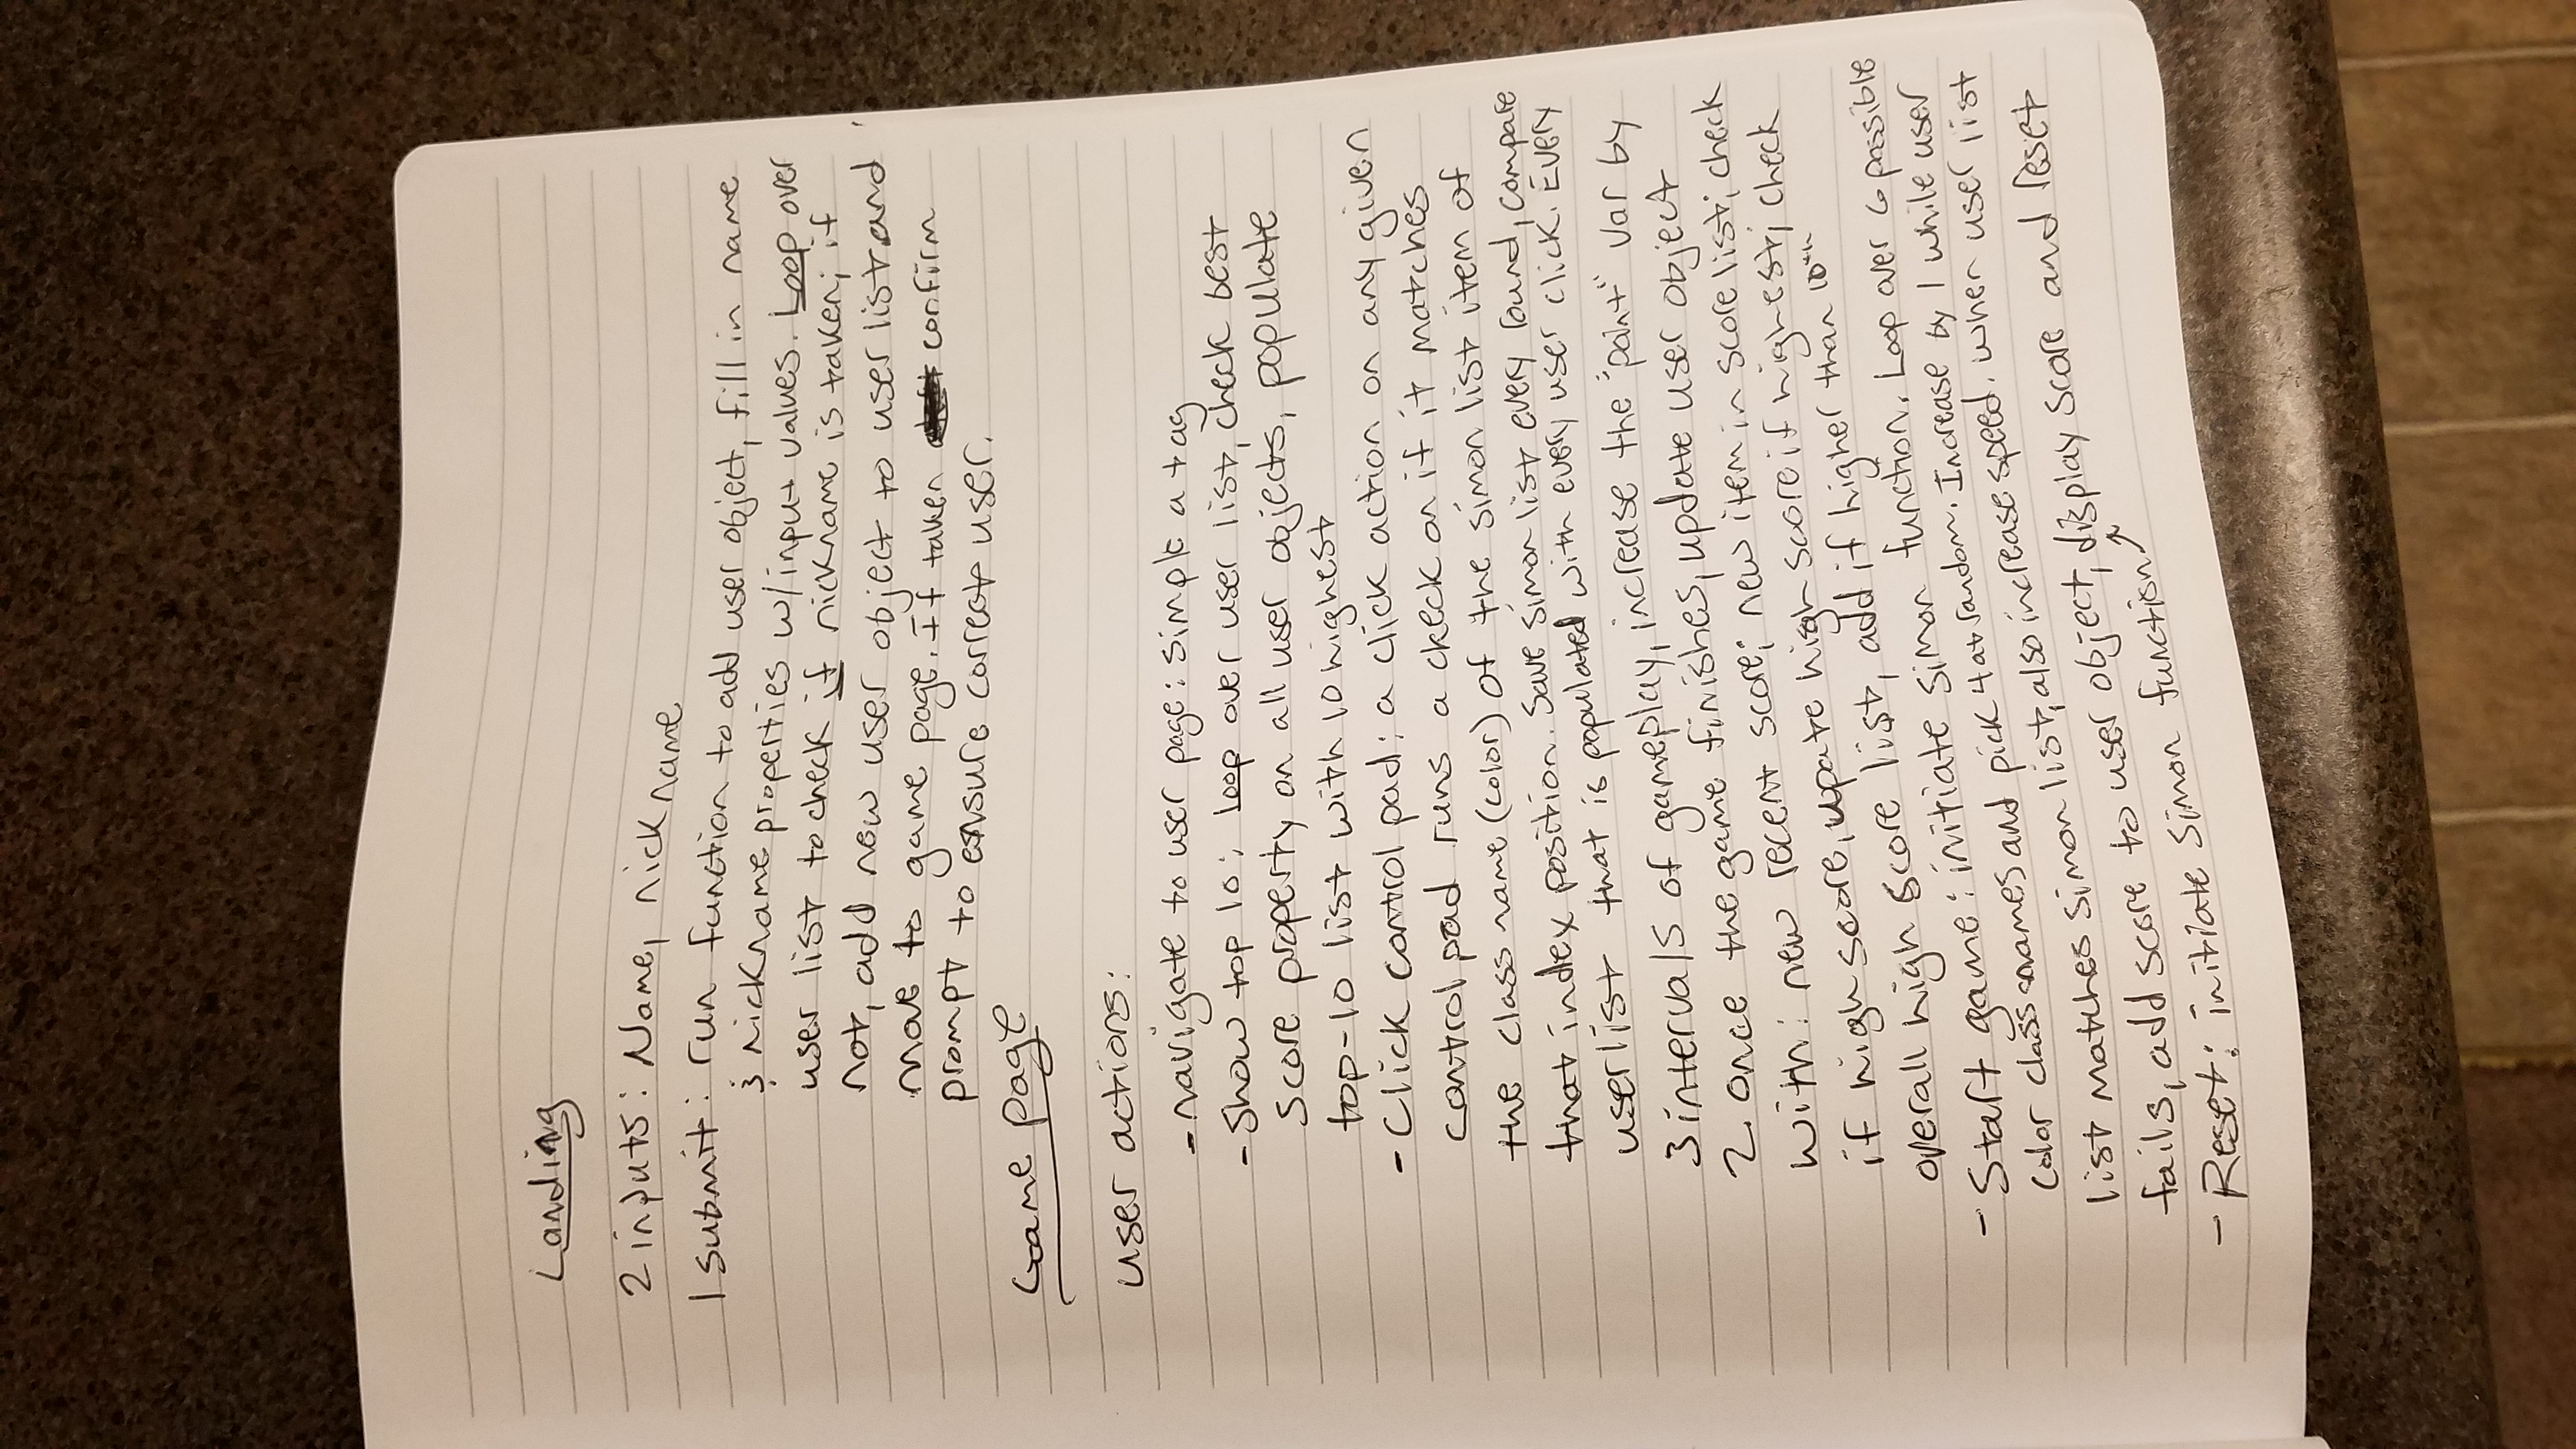 Landing
2 inputs: Name, nickname
1 submit: run function to add user object, fill in name
& nickname properties w/input values. Loop over
user list to check if nickname is taken; if
not, add new user object to user list and
move to game page. If taken confirm
prompt to ensure correct user.
Game page
user actions:
- navigate to user page: simple a tag
- Show top 10: Loop over user list, check best
score property on all user objects, populate
top-10 list with 10 highest
- Click control pad: a click action on any given
control pad runs a check on if it matches
the class name (color) of the simon list item of
that index position. Save simon list every round, compare
userlist that is populated with every user click. Every
3 intervals of gameplay, increase the "point" var by
2. Once the game finishes, update user object
with: new recent score; new item in score list; check
if high score, upate high score if highest; check
overall high score list, add if higher than 10th
- Start game: initiate simon function. Loop over 6 possible
color class names and pick 4 at random. Increase by 1 while user
list matches simon list, also increase speed. When user list
fails, add score to user object, display score and reset
- Reset: initiate simon function ↗